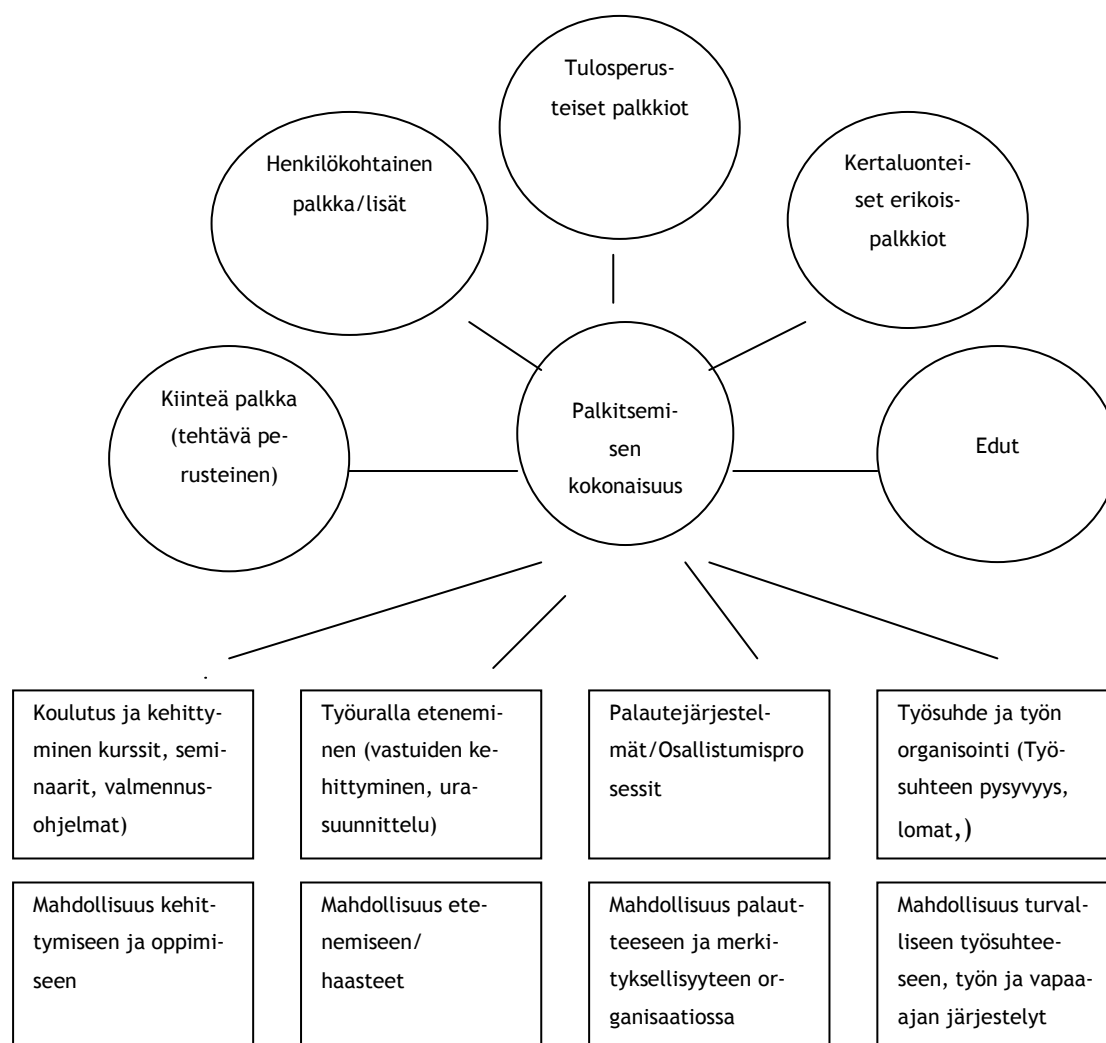 Tulosperus-
teiset palkkiot
Henkilökohtainen
palkka/lisät
Kertaluontei-
set erikois-
palkkiot
Kiinteä palkka
(tehtävä pe-
rusteinen)
Palkitsemi-
sen
kokonaisuus
Edut
Koulutus ja kehitty-
minen kurssit, semi-
naarit, valmennus-
ohjelmat)
Työuralla etenemi-
nen (vastuiden ke-
hittyminen, ura-
suunnittelu)
Palautejärjestel-
mät/Osallistumispro
sessit
Työsuhde ja työn
organisointi (Työ-
suhteen pysyvyys,
lomat,)
Mahdollisuus kehit-
tymiseen ja oppimi-
seen
Mahdollisuus ete-
nemiseen/
haasteet
Mahdollisuus palaut-
teeseen ja merki-
tyksellisyyteen or-
ganisaatiossa
Mahdollisuus turval-
liseen työsuhtee-
seen, työn ja vapaa-
ajan järjestelyt